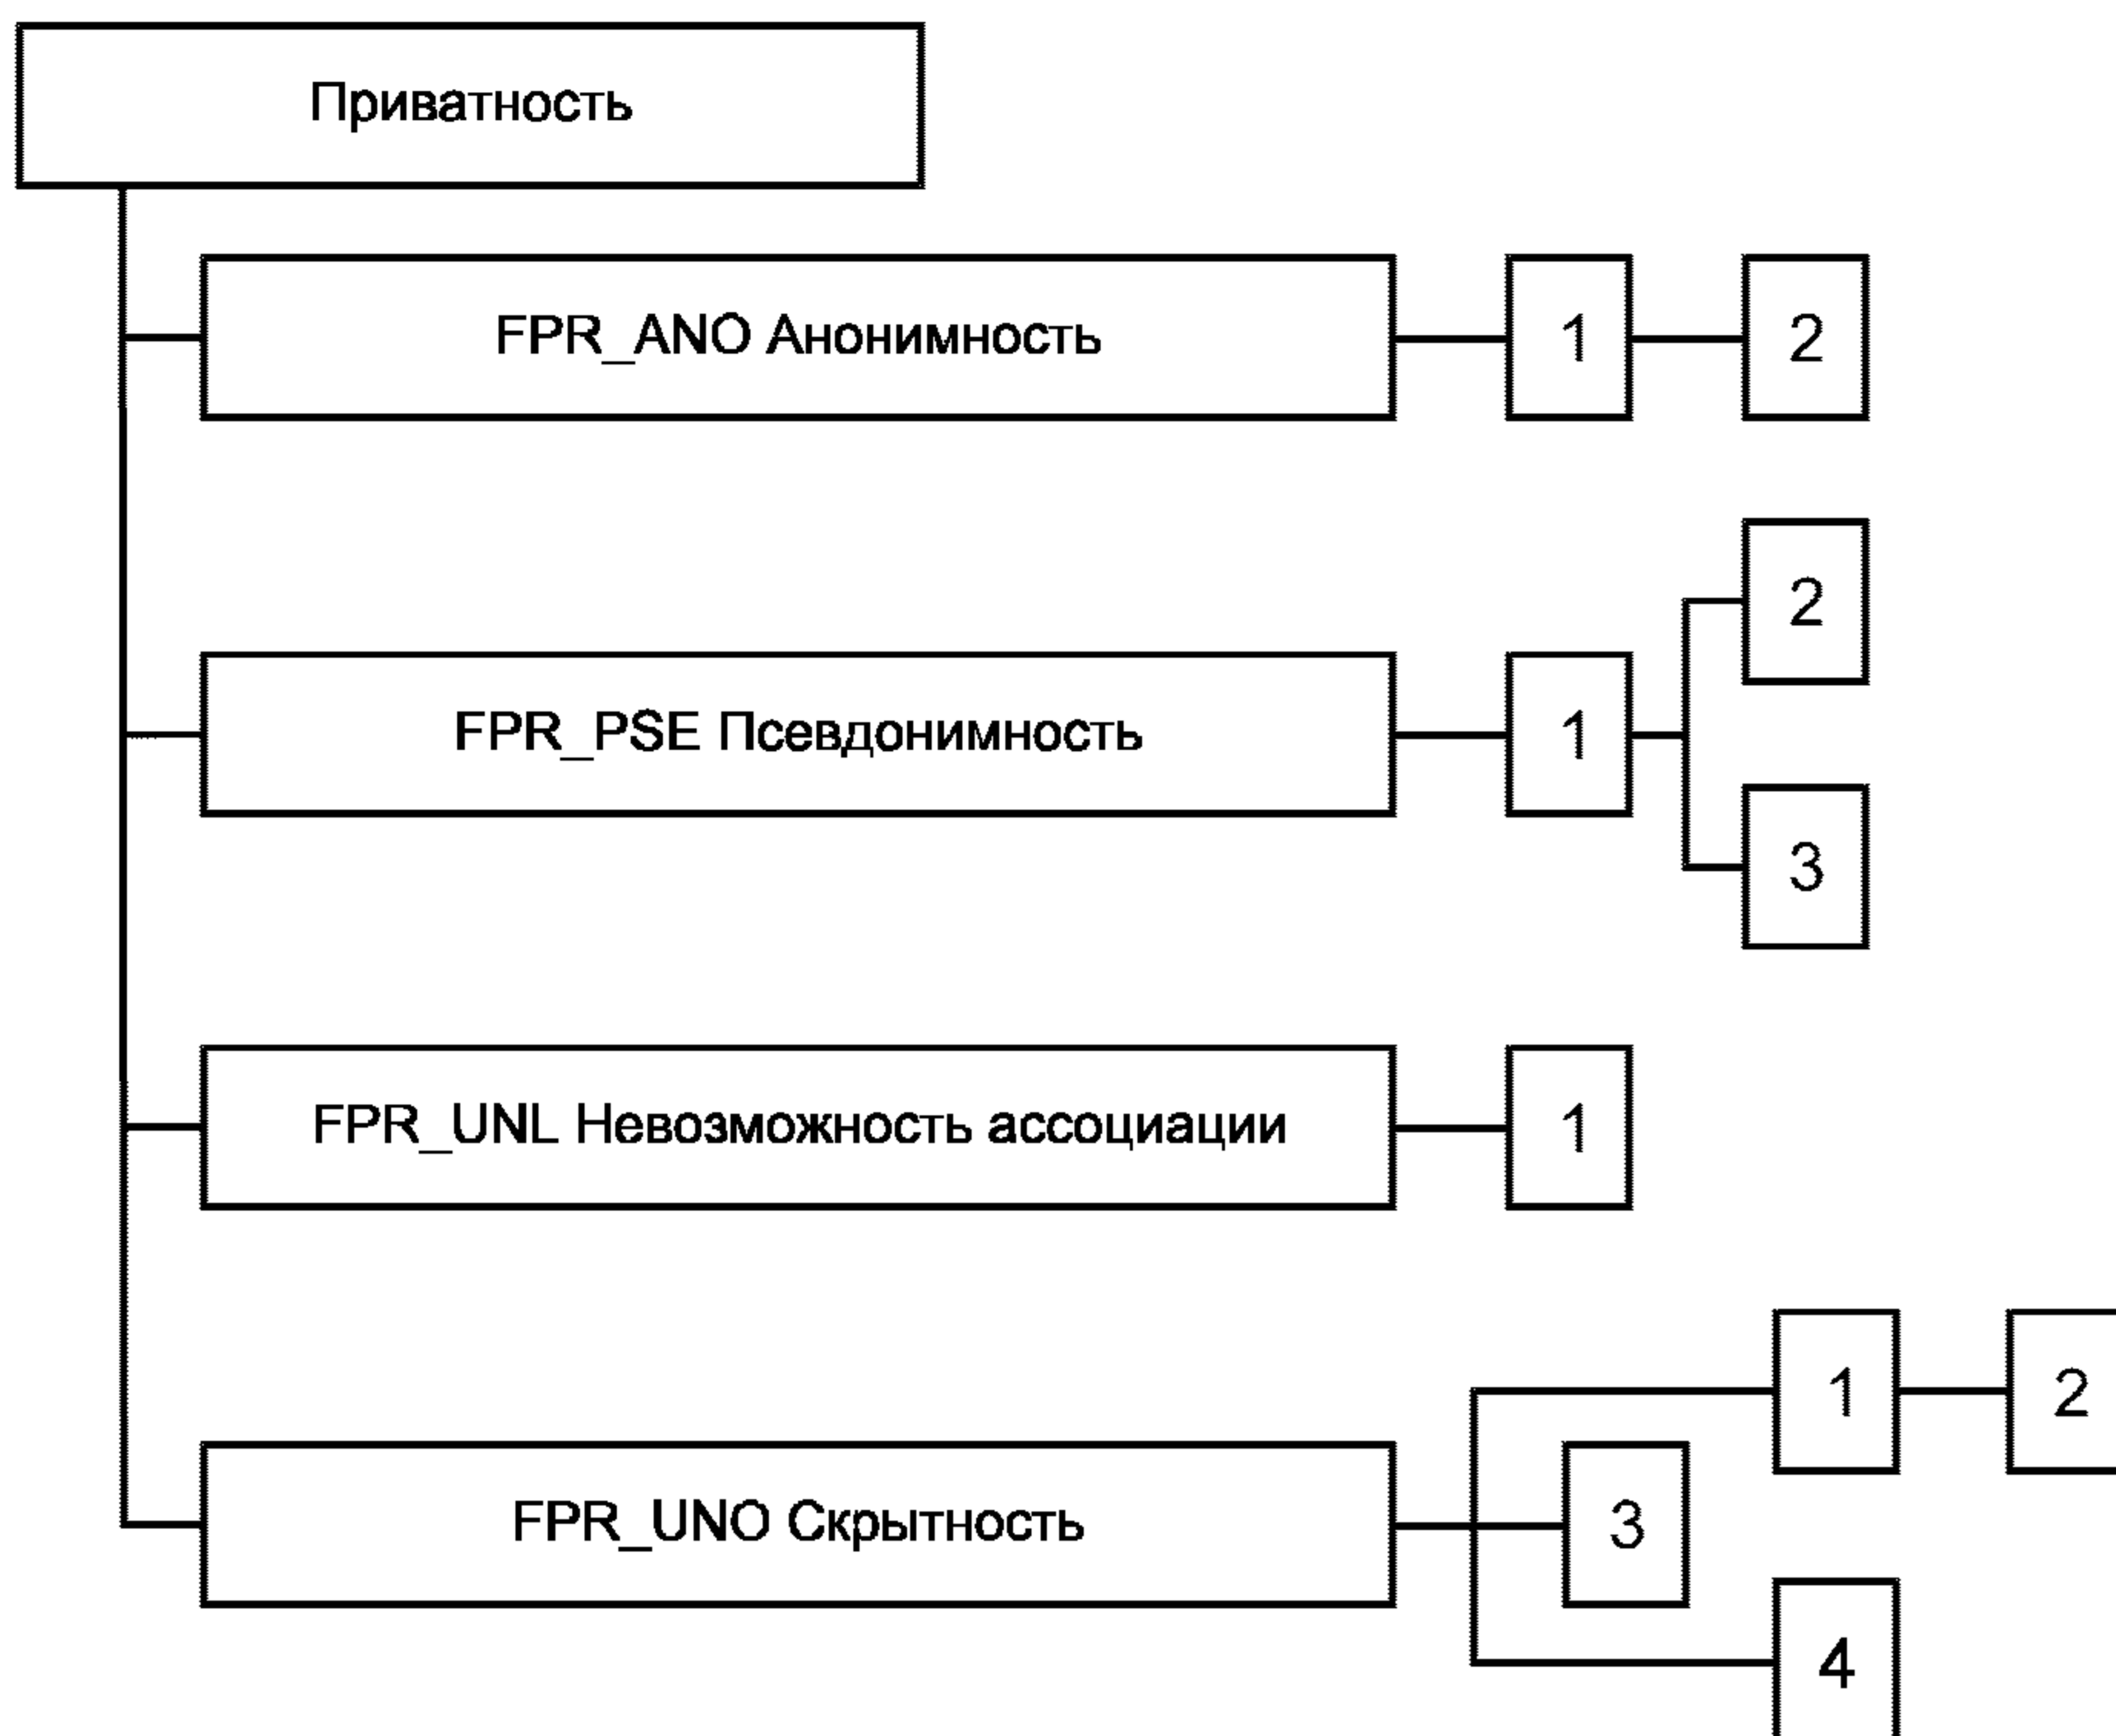 Приватность
FPR_ANO Анонимность
1
2
2
FPR_PSE Псевдонимность
1
3
FPR_UNL Невозможность ассоциации
1
1
2
FPR_UNO Скрытность
3
4